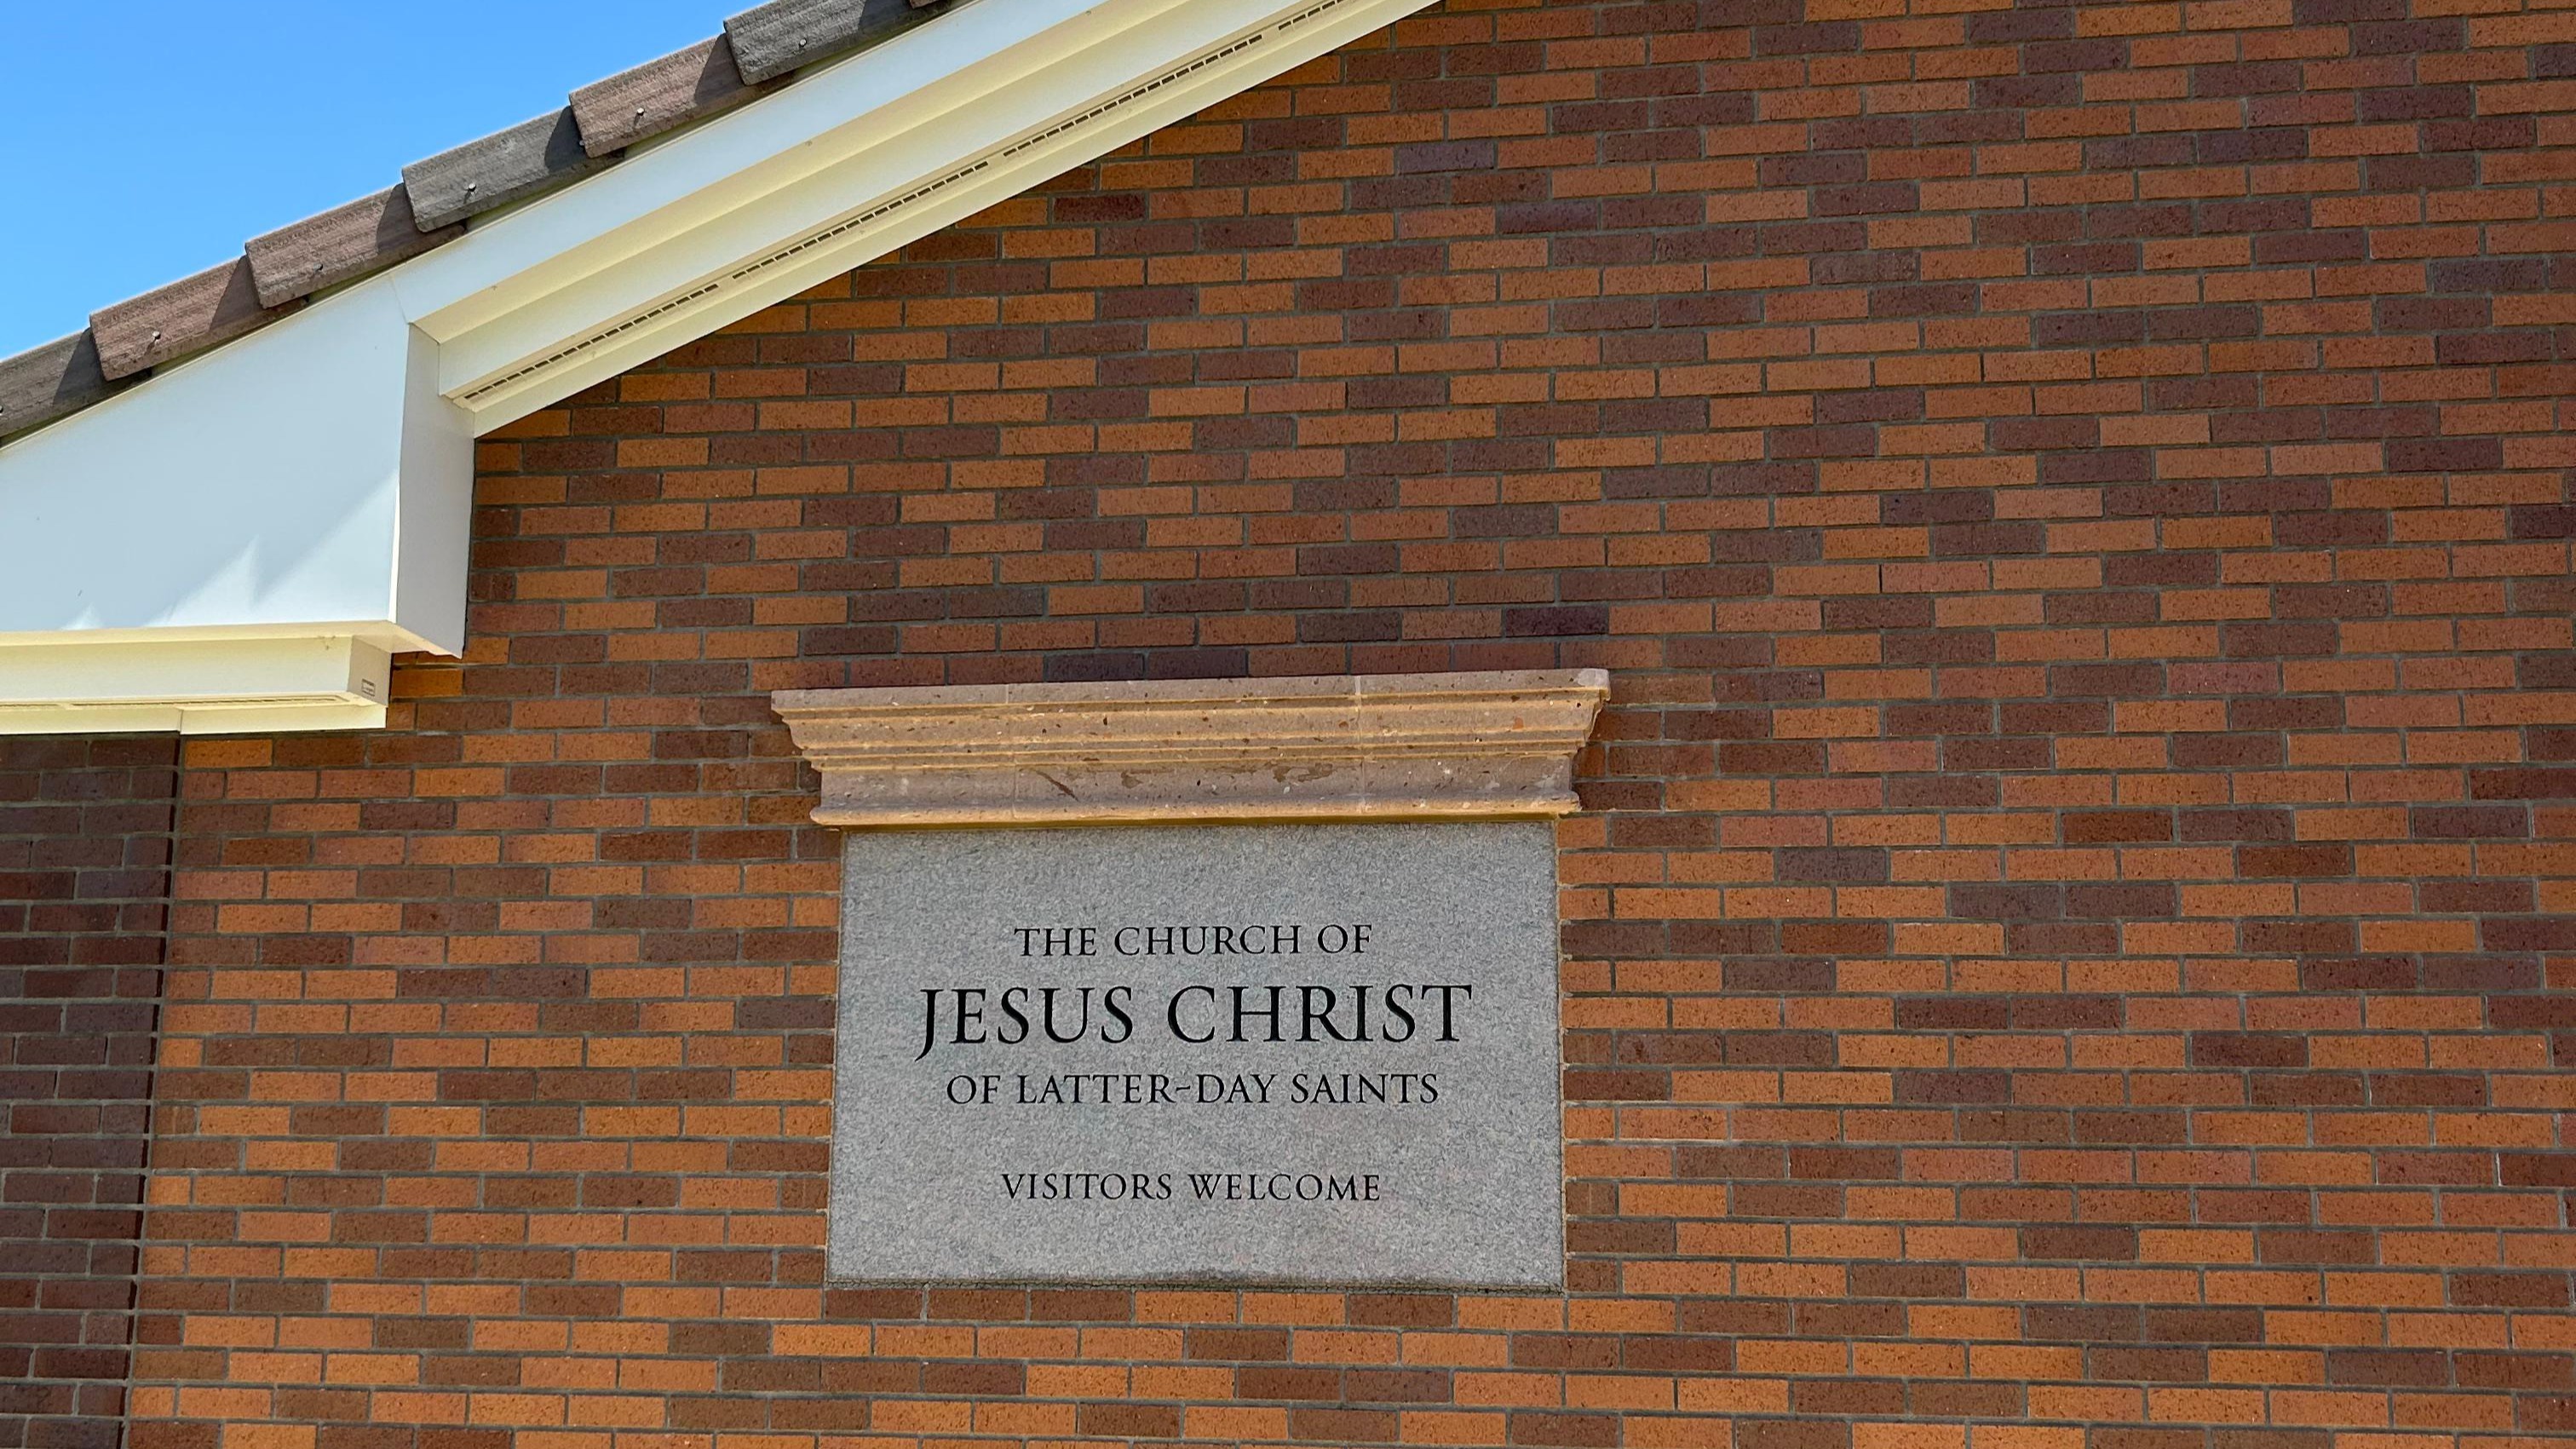 THE CHURCH OF
JESUS CHRIST
OF LATTER-DAY SAINTS
VISITORS WELCOME